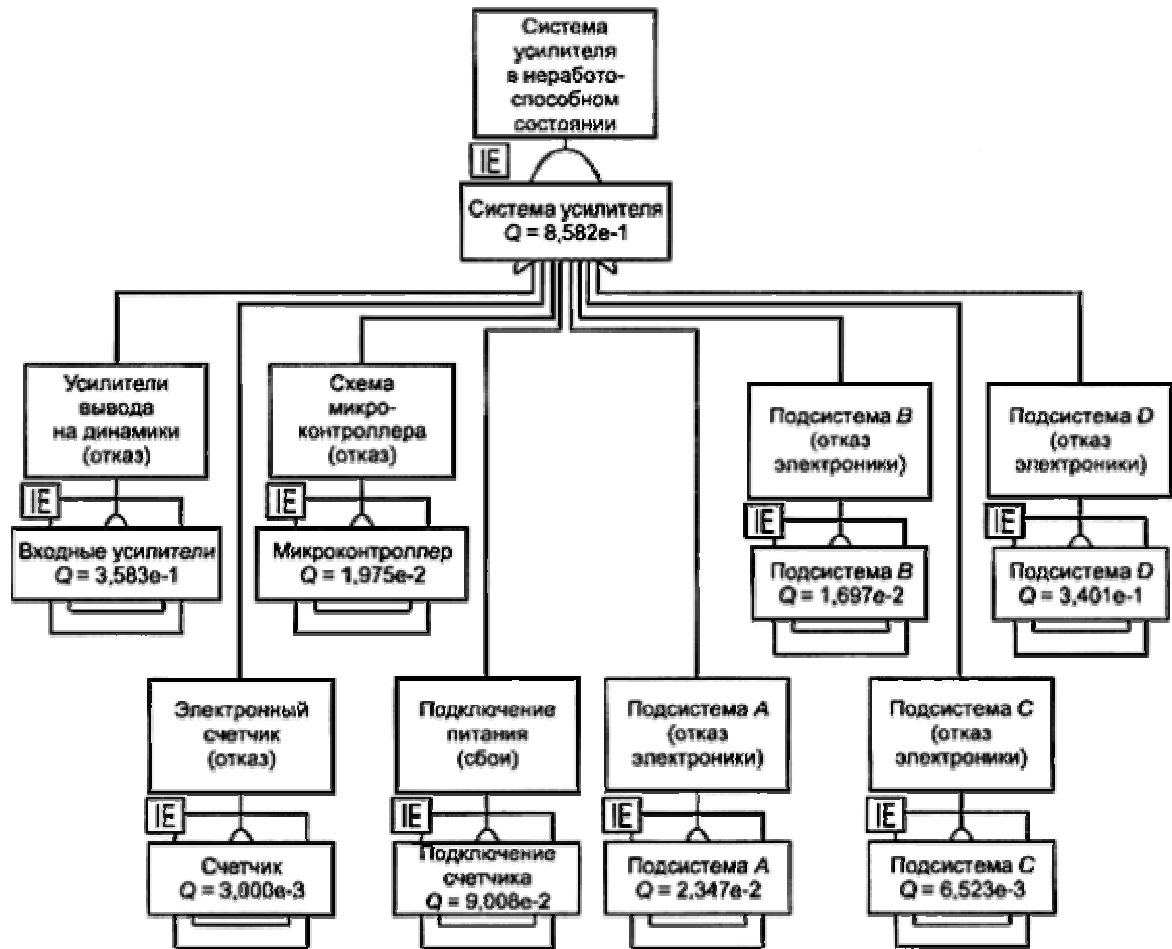 Система
усилителя
в неработо-
способном
состоянии
IE
Система усилителя
Q = 8,582e-1
Усилители
вывода
на динамики
(отказ)
IE
Входные усилители
Q = 3,583e-1
Схема
микро-
контроллера
(отказ)
IE
Микроконтроллер
Q = 1,975e-2
Подсистема B
(отказ
электроники)
IE
Подсистема B
Q = 1,697e-2
Подсистема D
(отказ
электроники)
IE
Подсистема D
Q = 3,401e-1
Электронный
счетчик
(отказ)
IE
Счетчик
Q = 3,000e-3
Подключение
питания
(сбои)
IE
Подключение
счетчика
Q = 9,008e-2
Подсистема A
(отказ
электроники)
IE
Подсистема A
Q = 2,347e-2
Подсистема C
(отказ
электроники)
IE
Подсистема C
Q = 6,523e-3